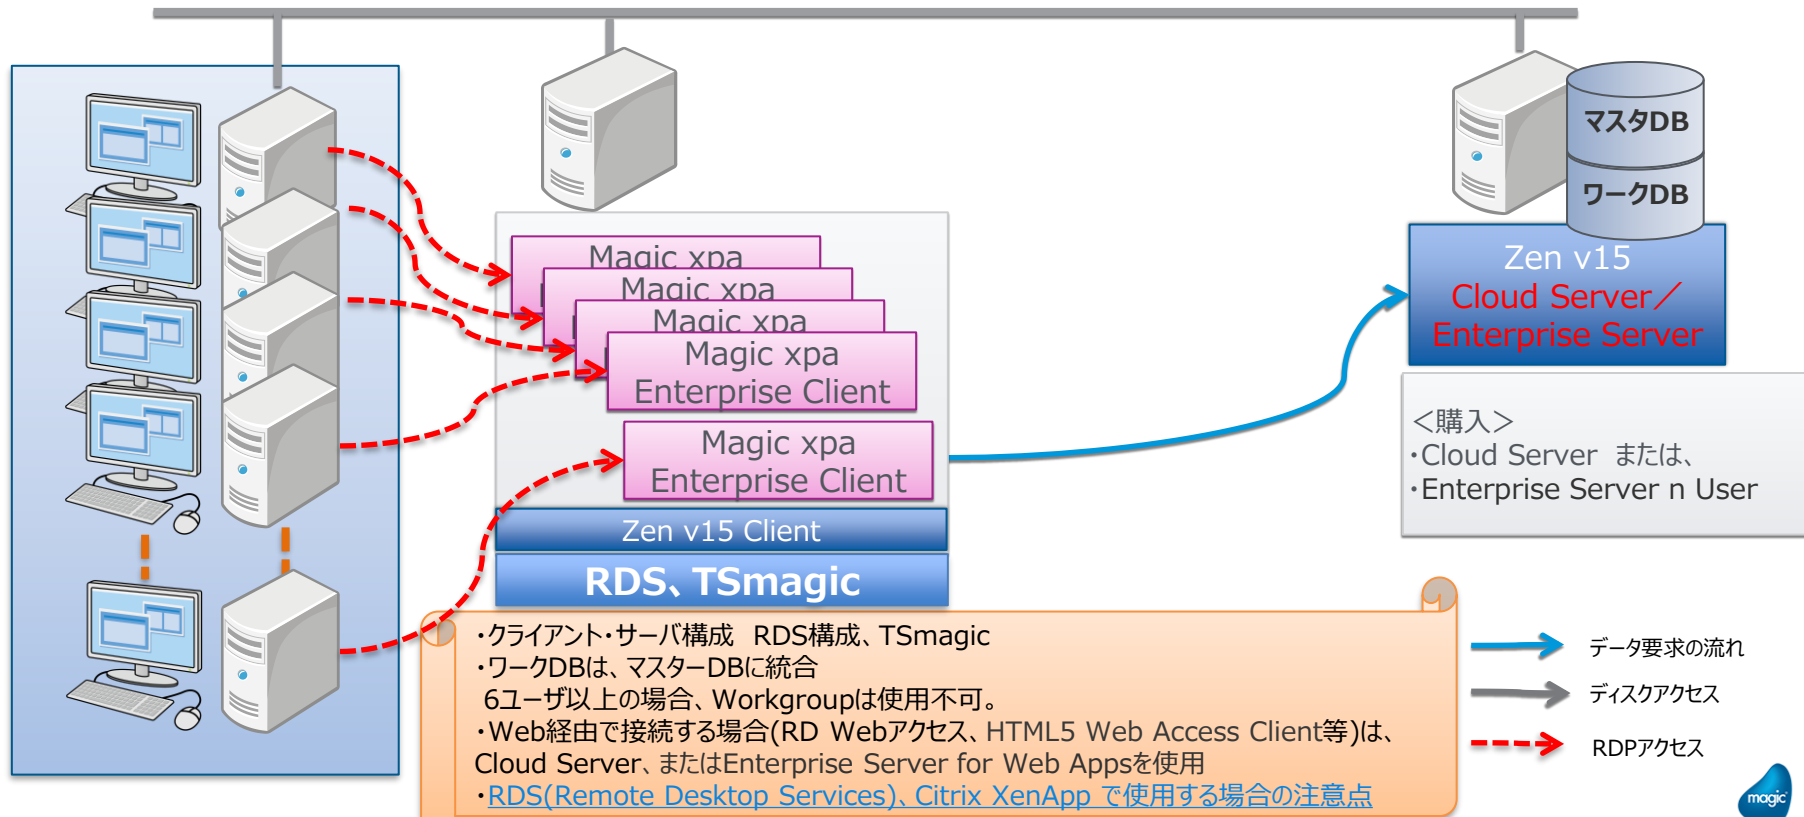 マスタDB
ワークDB
Magic xpa
Magic xpa
Magic xpa
Magic xpa
Enterprise Client
Magic xpa
Enterprise Client
Zen v15 Client
RDS、TSmagic
Zen v15
Cloud Server／
Enterprise Server
＜購入＞
・Cloud Server または、
・Enterprise Server n User
・クライアント・サーバ構成 RDS構成、TSmagic
・ワークDBは、マスターDBに統合
6ユーザ以上の場合、Workgroupは使用不可。
・Web経由で接続する場合(RD Webアクセス、HTML5 Web Access Client等)は、
Cloud Server、またはEnterprise Server for Web Appsを使用
・RDS(Remote Desktop Services)、Citrix XenApp で使用する場合の注意点
データ要求の流れ
ディスクアクセス
RDPアクセス
magic